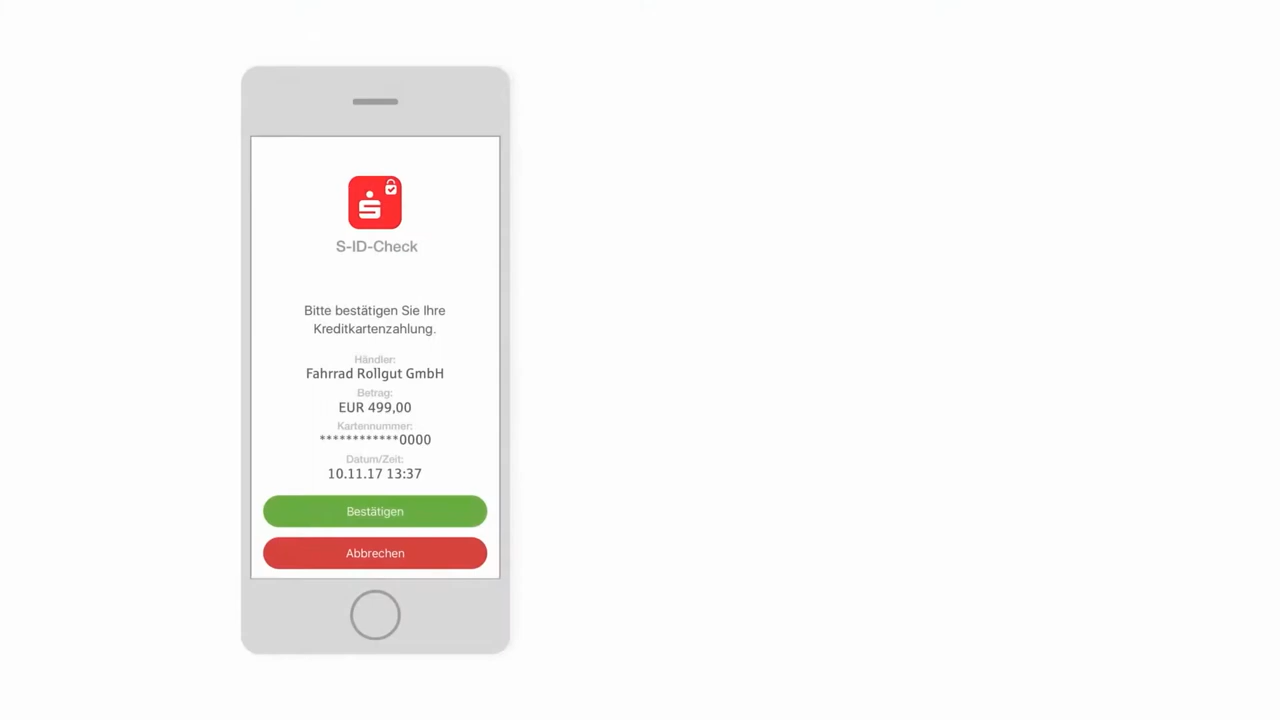 S-ID-Check
Bitte bestätigen Sie Ihre
Kreditkartenzahlung.
Händler:
Fahrrad Rollgut GmbH
Betrag:
EUR 499,00
Kartennummer:
************0000
Datum/Zeit:
10.11.17 13:37
Bestätigen
Abbrechen